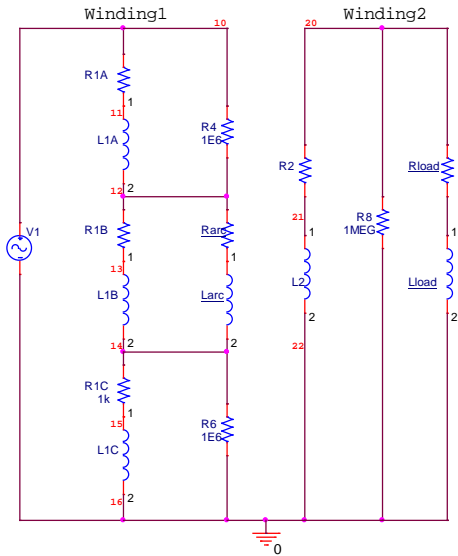 Winding1
Winding2
10
20
R1A
1
11
L1A
R4
1E6
R2
Rload
12
2
R1B
Rarc
21
R8
1MEG
V1
1
1
1
1
13
L1B
Larc
L2
Lload
14
2
2
2
2
22
R1C
1k
1
15
R6
1E6
L1C
16
2
0